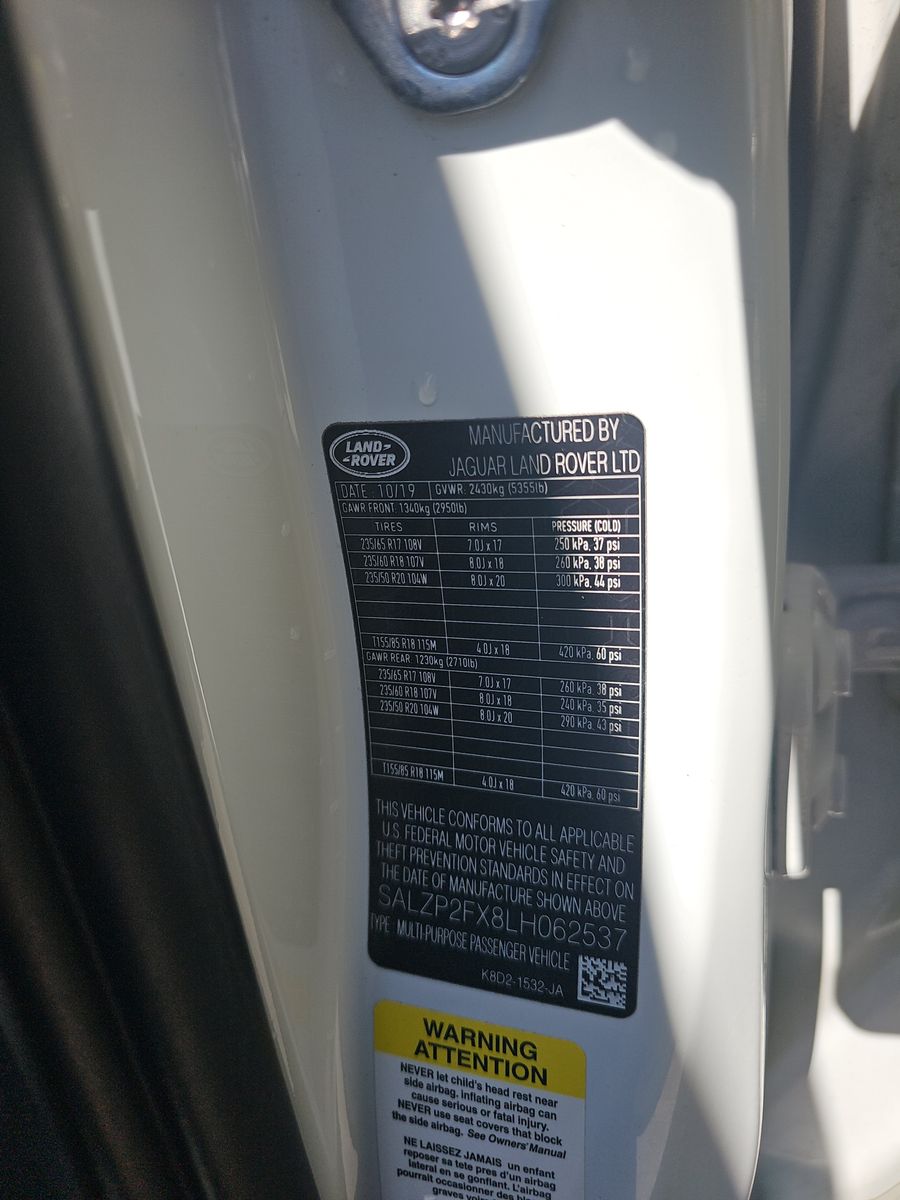 LAND-
-ROVER
MANUFACTURED BY
JAGUAR LAND ROVER LTD
DATE : 10/19 GVWR: 2430kg (5355lb)
GAWR FRONT: 1340kg (2950lb)
TIRES RIMS PRESSURE (COLD)
235/65 R17 108V 7.0J x 17 250 kPa, 37 psi
235/60 R18 107V 8.0J x 18 260 kPa, 38 psi
235/50 R20 104W 8.0J x 20 300 kPa, 44 psi
T155/85 R18 115M 4.0J x 18 420 kPa, 60 psi
GAWR REAR: 1230kg (2710lb)
235/65 R17 108V 7.0J x 17 260 kPa, 38 psi
235/60 R18 107V 8.0J x 18 240 kPa, 35 psi
235/50 R20 104W 8.0J x 20 290 kPa, 43 psi
T155/85 R18 115M 4.0J x 18 420 kPa, 60 psi
THIS VEHICLE CONFORMS TO ALL APPLICABLE
U.S. FEDERAL MOTOR VEHICLE SAFETY AND
THEFT PREVENTION STANDARDS IN EFFECT ON
THE DATE OF MANUFACTURE SHOWN ABOVE
SALZP2FX8LH062537
TYPE: MULTI-PURPOSE PASSENGER VEHICLE
K8D2-1532-JA
WARNING
ATTENTION
NEVER let child's head rest near
side airbag. Inflating airbag can
cause serious or fatal injury.
NEVER use seat covers that block
the side airbag. See Owners' Manual
NE LAISSEZ JAMAIS un enfant
reposer sa tete pres d'un airbag
lateral en se gonflant. L'airbag
pourrait occasionner des
graves